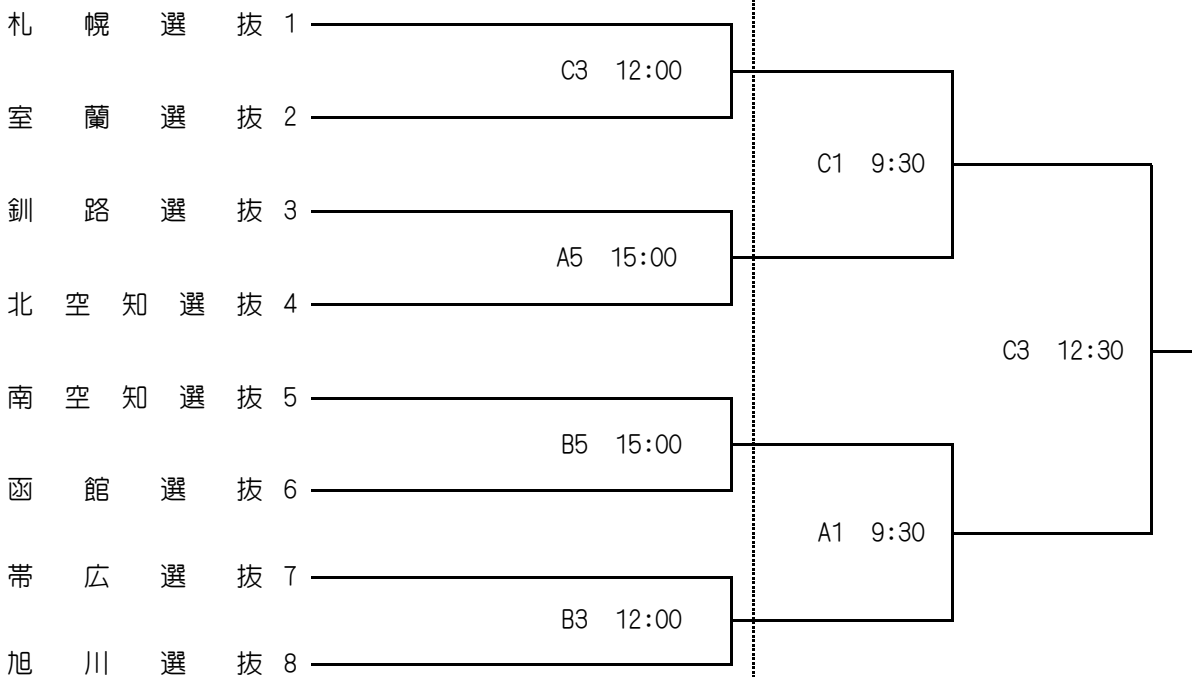 札幌選抜 1
C3 12:00
室蘭選抜 2
C1 9:30
釧路選抜 3
A5 15:00
北空知選抜 4
C3 12:30
南空知選抜 5
B5 15:00
函館選抜 6
A1 9:30
帯広選抜 7
B3 12:00
旭川選抜 8